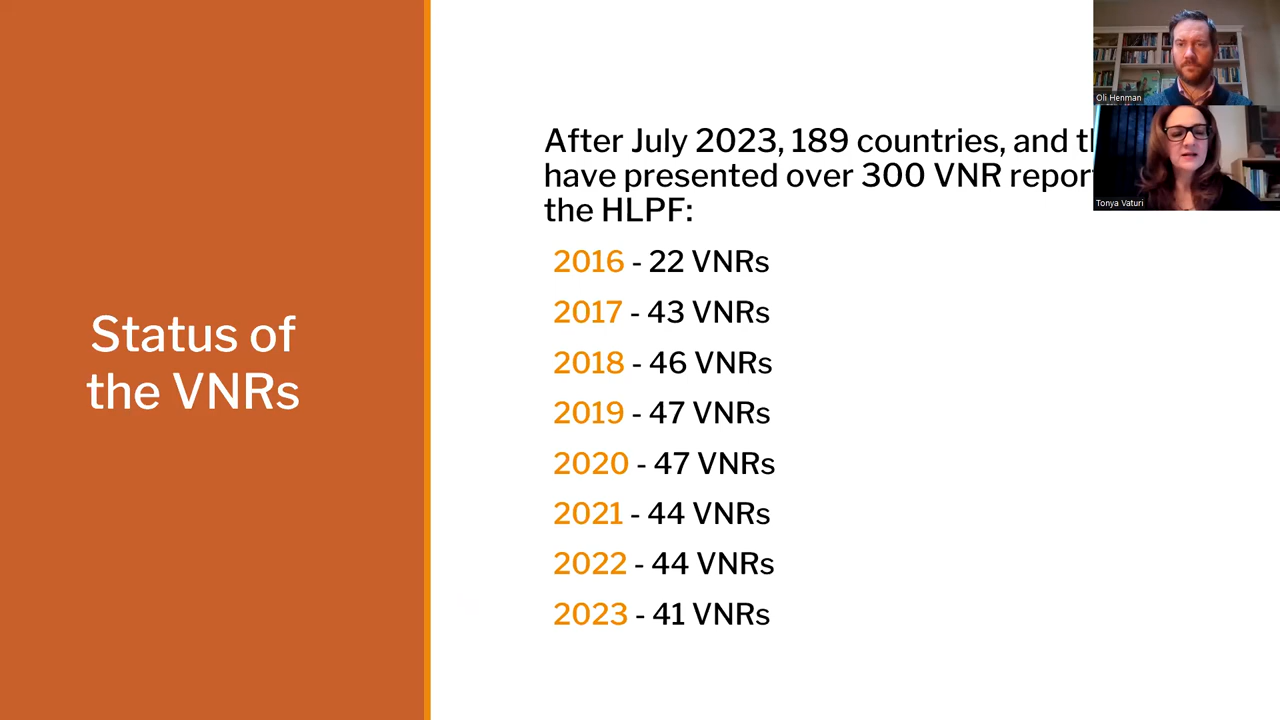 Status of
the VNRs
After July 2023, 189 countries, and
have presented over 300 VNR
the HLPF:
2016 - 22 VNRs
2017 - 43 VNRs
2018 - 46 VNRs
2019 - 47 VNRs
2020 - 47 VNRs
2021 - 44 VNRs
2022 - 44 VNRs
2023 - 41 VNRs
Oli Henman
Tonya Vaturi